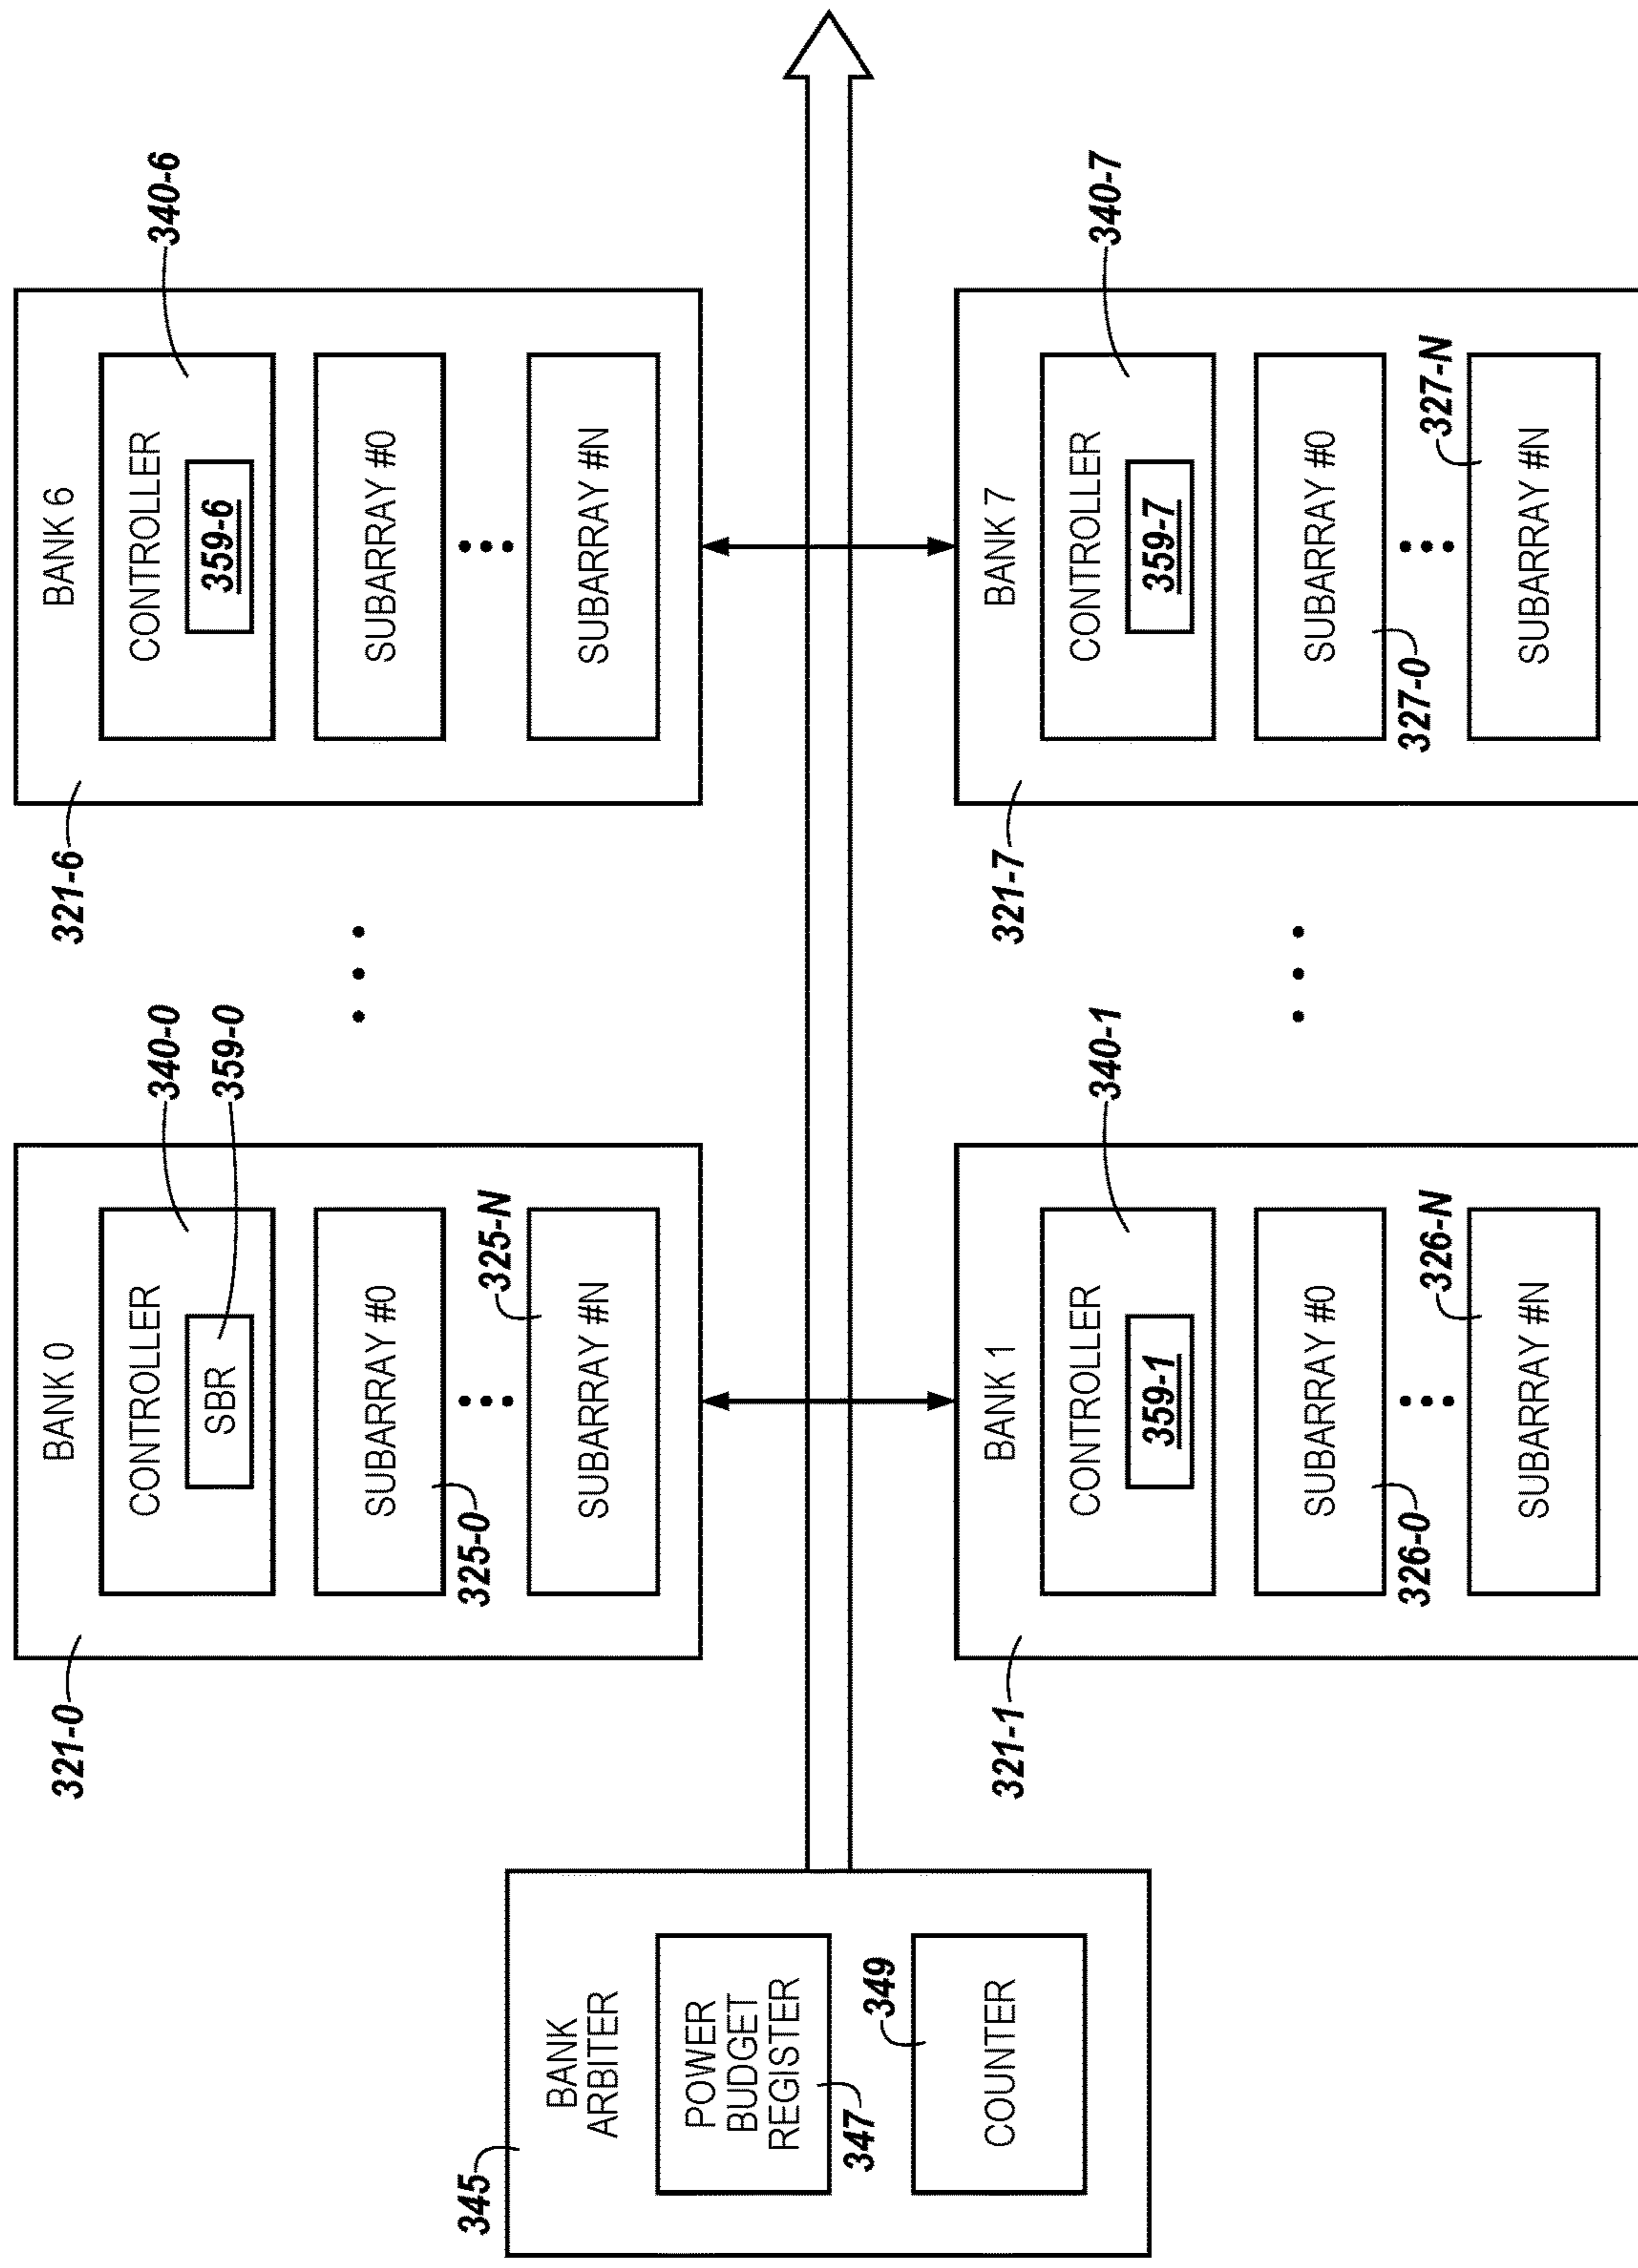 345
BANK
ARBITER
POWER
BUDGET
REGISTER
347
349
COUNTER
321-0
BANK 0
CONTROLLER
SBR
340-0
359-0
SUBARRAY #0
325-0
325-N
SUBARRAY #N
321-6
BANK 6
CONTROLLER
359-6
340-6
SUBARRAY #0
SUBARRAY #N
321-1
BANK 1
CONTROLLER
359-1
340-1
SUBARRAY #0
326-0
326-N
SUBARRAY #N
321-7
BANK 7
CONTROLLER
359-7
340-7
SUBARRAY #0
327-0
327-N
SUBARRAY #N